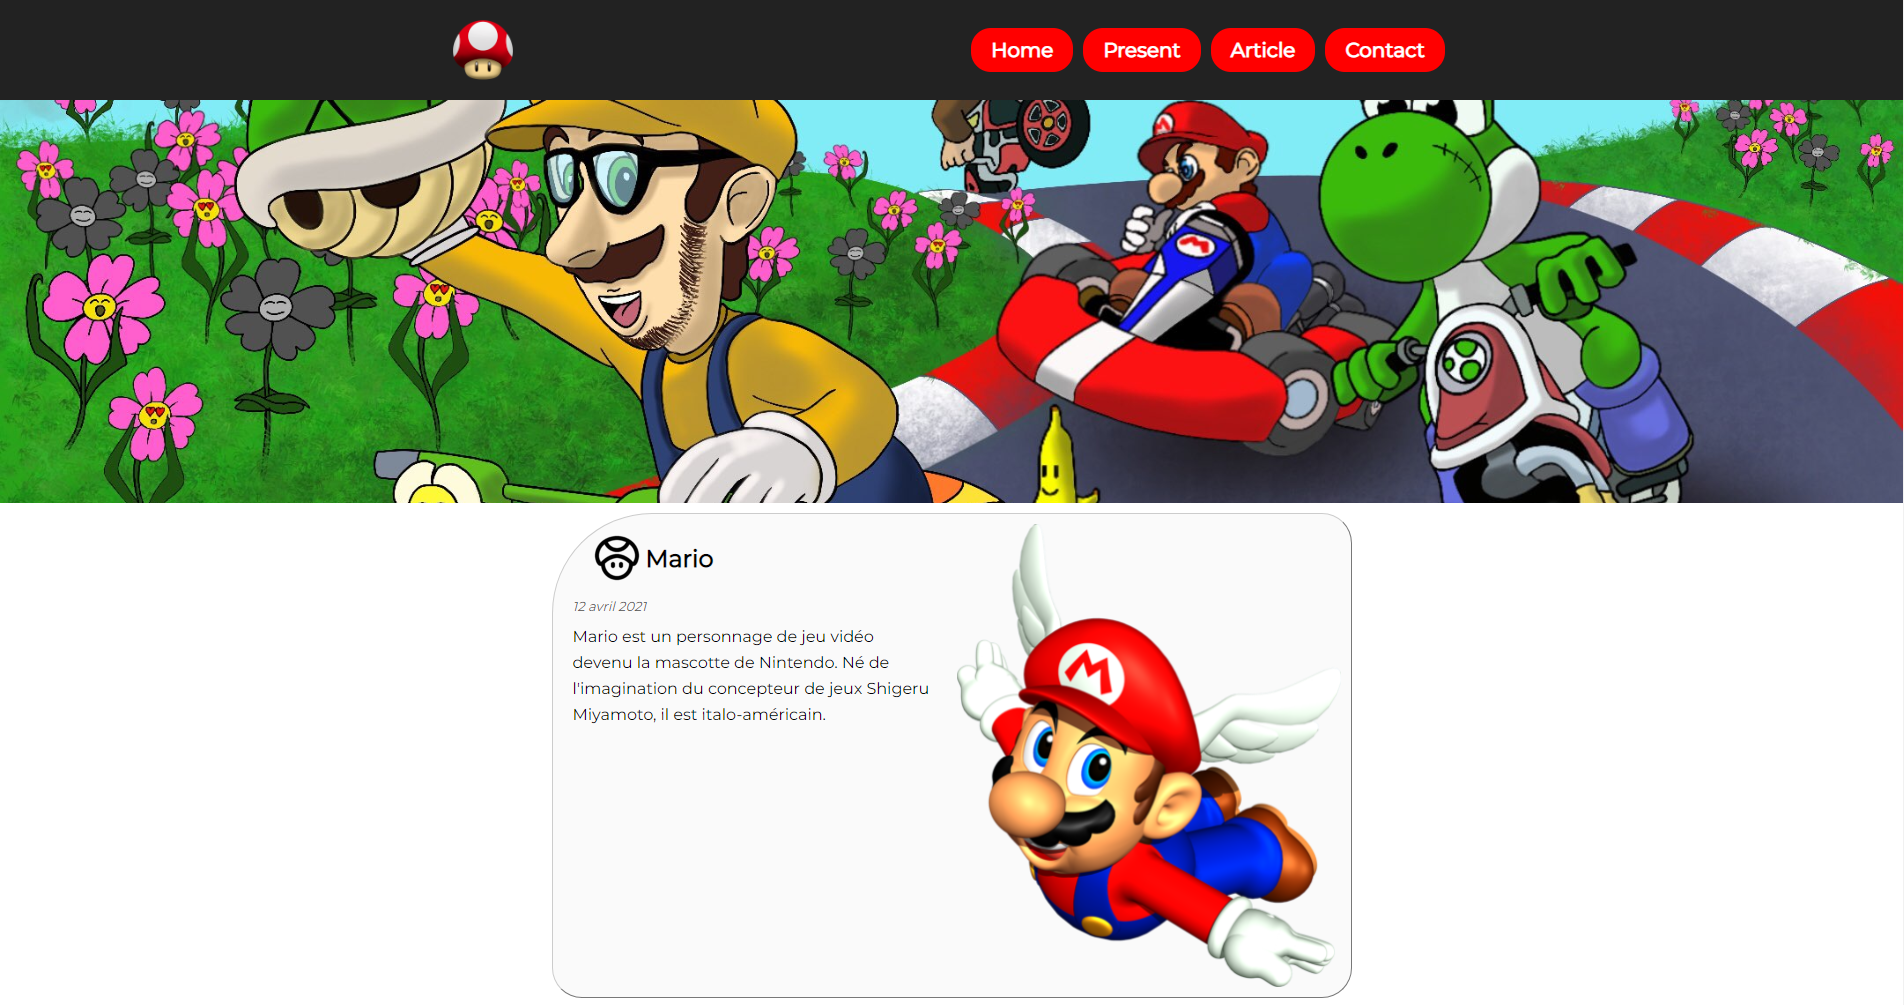 Home Present Article Contact
Mario
12 avril 2021
Mario est un personnage de jeu vidéo
devenu la mascotte de Nintendo. Né de
l'imagination du concepteur de jeux Shigeru
Miyamoto, il est italo-américain.